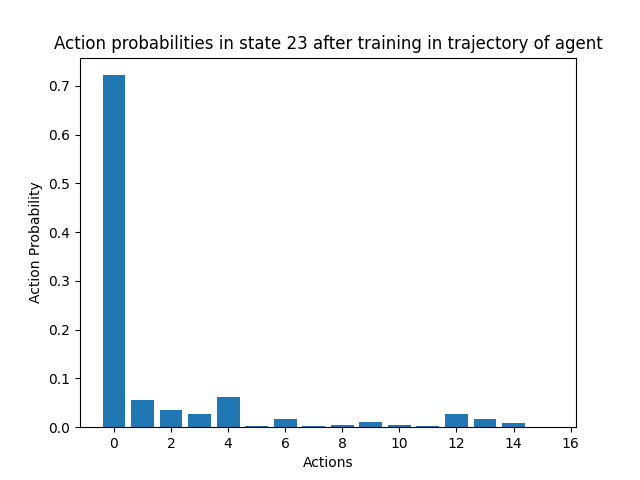 Action probabilities in state 23 after training in trajectory of agent
Action Probability
0.7
0.6
0.5
0.4
0.3
0.2
0.1
0.0
0 2 4 6 8 10 12 14 16
Actions